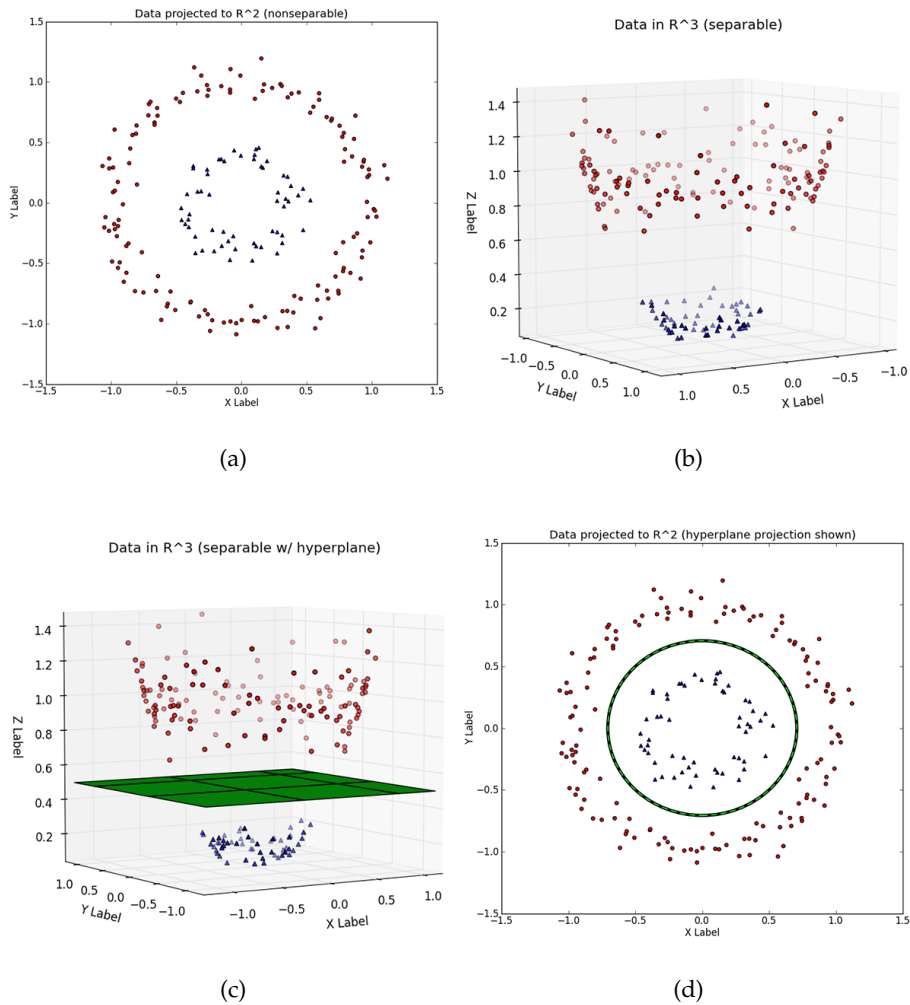 Data projected to R^2 (nonseparable)
1.5
1.0
0.5
0.0
−0.5
−1.0
−1.5
Y Label
−1.5 −1.0 −0.5 0.0 0.5 1.0 1.5
X Label
(a)
Data in R^3 (separable)
1.4
1.2
1.0
0.8
0.6
0.4
0.2
Z Label
−1.0 −0.5 0.0 0.5 1.0
Y Label
1.0 0.5 0.0 −0.5 −1.0
X Label
(b)
Data in R^3 (separable w/ hyperplane)
1.4
1.2
1.0
0.8
0.6
0.4
0.2
Z Label
1.0 0.5 0.0 −0.5 −1.0
Y Label
−1.0 −0.5 0.0 0.5 1.0
X Label
(c)
Data projected to R^2 (hyperplane projection shown)
1.5
1.0
0.5
0.0
−0.5
−1.0
−1.5
Y Label
−1.5 −1.0 −0.5 0.0 0.5 1.0 1.5
X Label
(d)